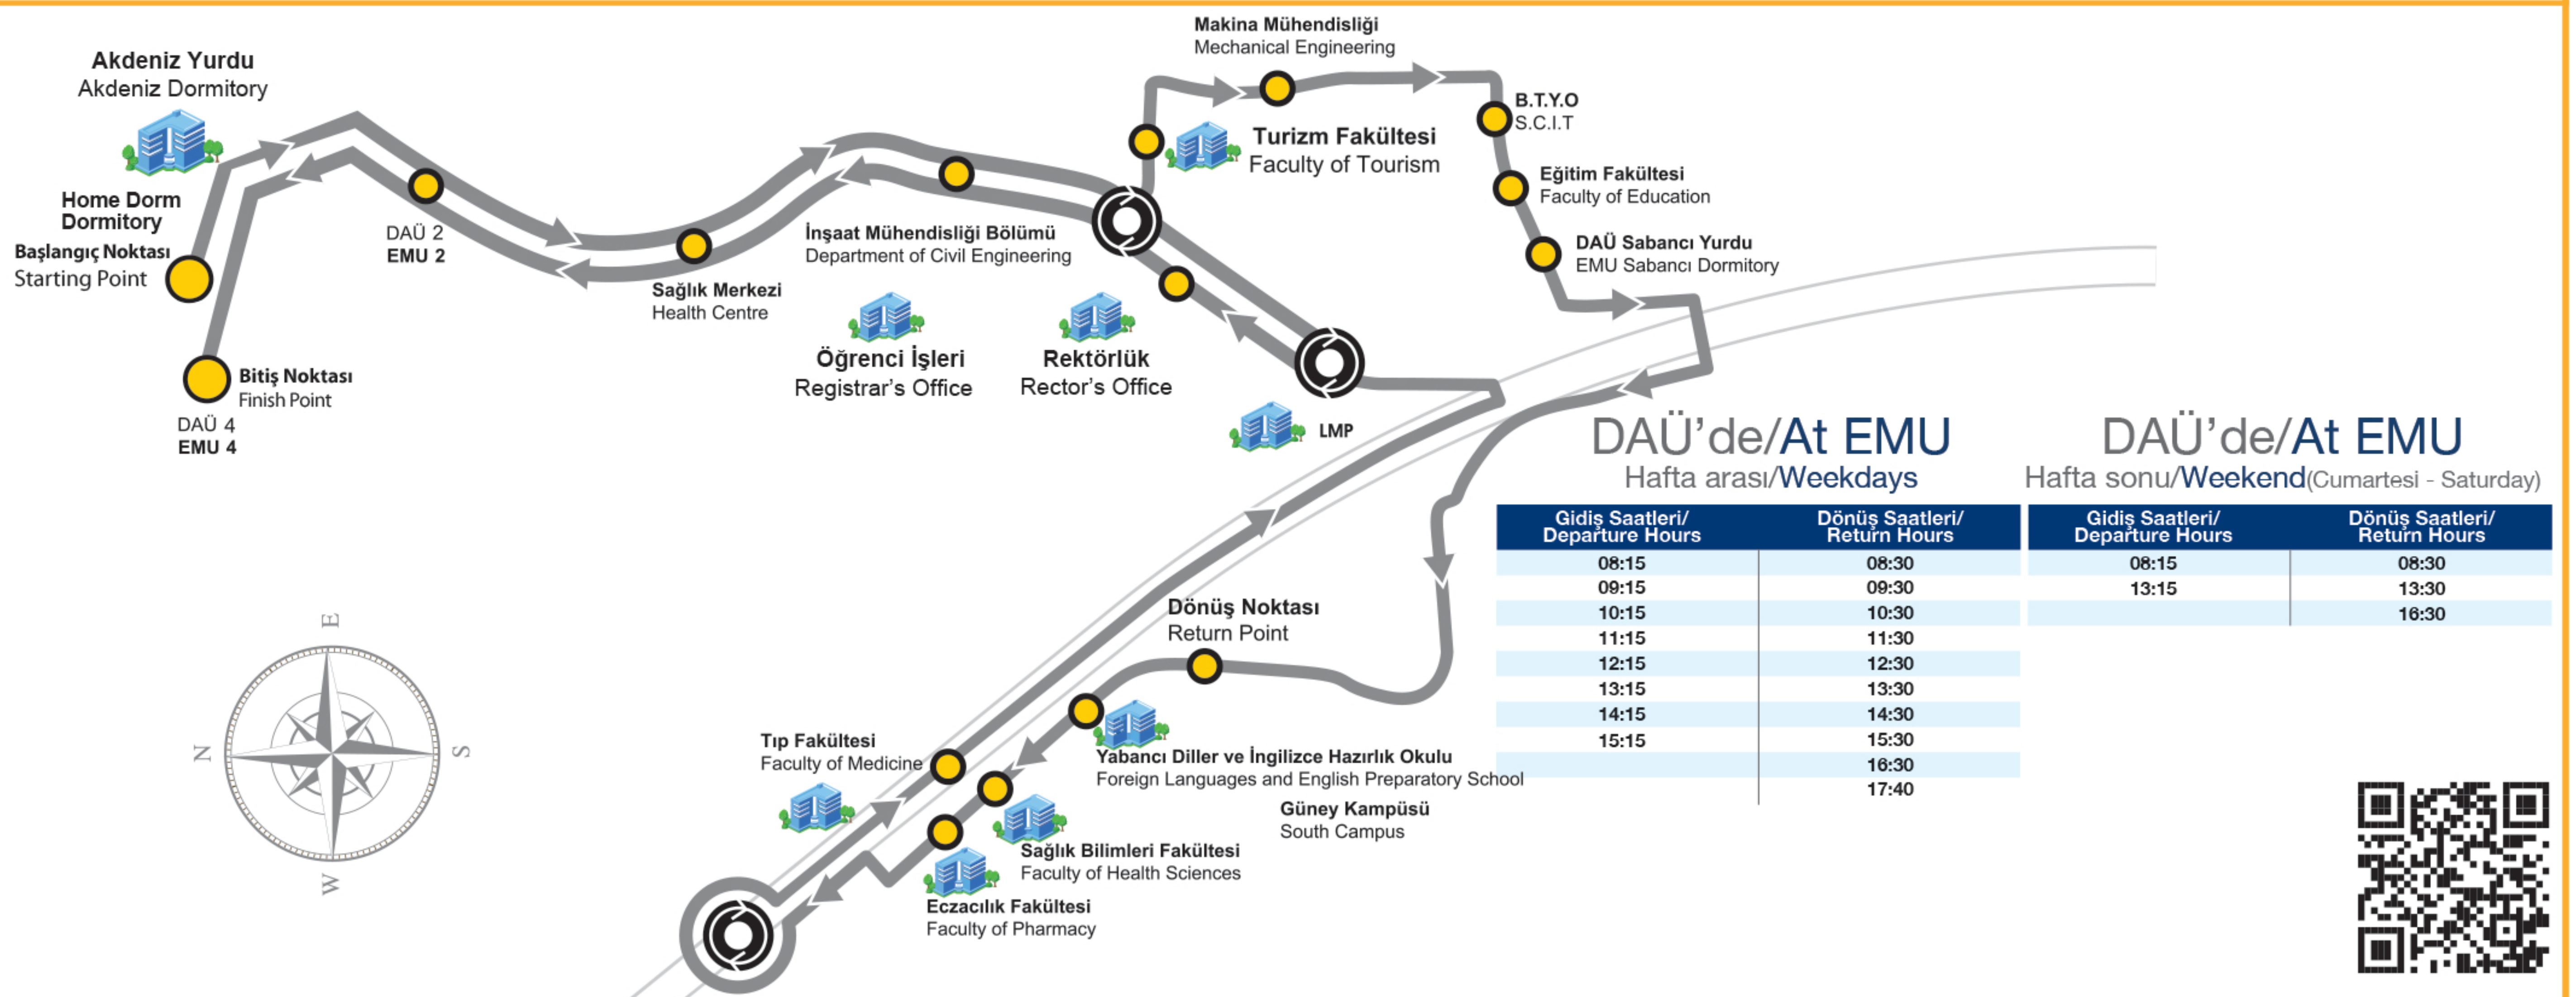 Makina Mühendisliği
Mechanical Engineering
Akdeniz Yurdu
Akdeniz Dormitory
B.T.Y.O
S.C.I.T
Turizm Fakültesi
Faculty of Tourism
Eğitim Fakültesi
Faculty of Education
Home Dorm
Dormitory
Başlangıç Noktası
Starting Point
DAÜ 2
EMU 2
İnşaat Mühendisliği Bölümü
Department of Civil Engineering
DAÜ Sabancı Yurdu
EMU Sabancı Dormitory
Sağlık Merkezi
Health Centre
Öğrenci İşleri
Registrar's Office
Rektörlük
Rector's Office
Bitiş Noktası
Finish Point
DAÜ 4
EMU 4
LMP
DAÜ'de/At EMU
Hafta arası/Weekdays
Gidiş Saatleri/
Departure Hours
Dönüş Saatleri/
Return Hours
08:15 08:30
09:15 09:30
10:15 10:30
11:15 11:30
12:15 12:30
13:15 13:30
14:15 14:30
15:15 15:30
16:30
17:40
DAÜ'de/At EMU
Hafta sonu/Weekend(Cumartesi - Saturday)
Gidiş Saatleri/
Departure Hours
Dönüş Saatleri/
Return Hours
08:15 08:30
13:15 13:30
16:30
Dönüş Noktası
Return Point
E
N
S
W
Tıp Fakültesi
Faculty of Medicine
Yabancı Diller ve İngilizce Hazırlık Okulu
Foreign Languages and English Preparatory School
Güney Kampüsü
South Campus
Sağlık Bilimleri Fakültesi
Faculty of Health Sciences
Eczacılık Fakültesi
Faculty of Pharmacy